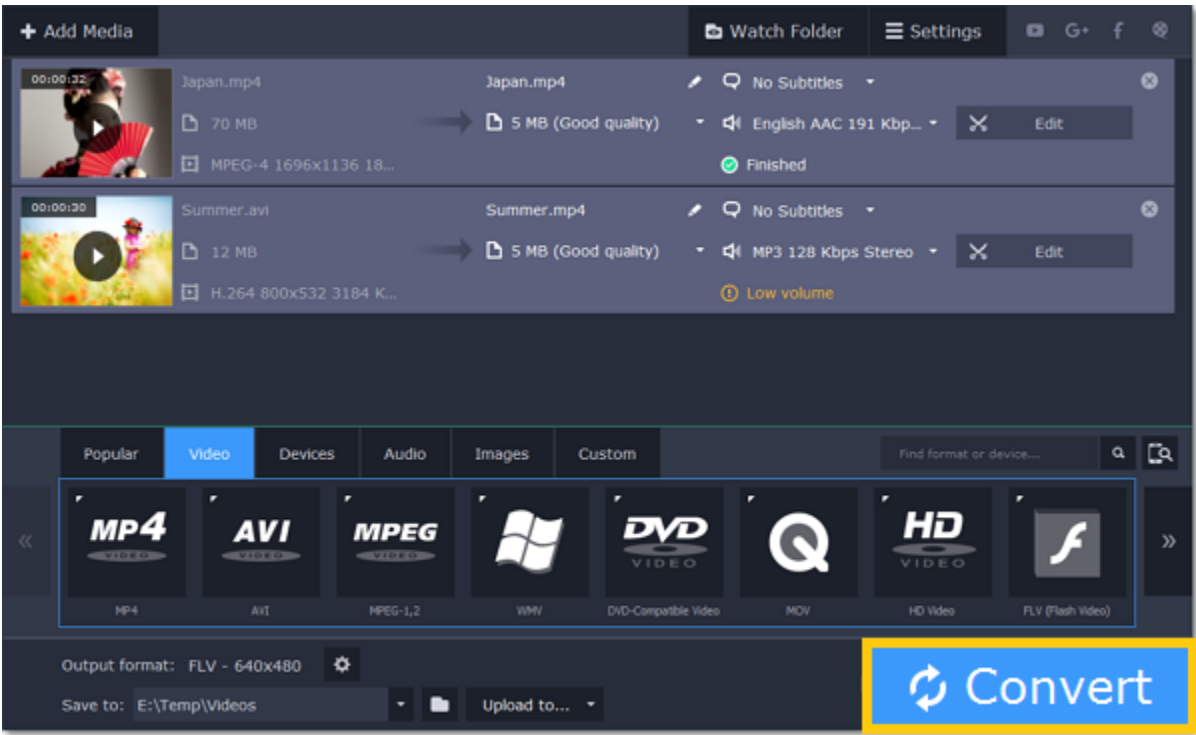 Add Media
Watch Folder
Settings
G+
f
00:00:32
Japan.mp4
Japan.mp4
No Subtitles
70 MB
5 MB (Good quality)
English AAC 191 Kbp...
Edit
MPEG-4 1696x1136 18...
Finished
00:00:30
Summer.avi
Summer.mp4
No Subtitles
12 MB
5 MB (Good quality)
MP3 128 Kbps Stereo
Edit
H.264 800x532 3184 K...
Low volume
Popular
Video
Devices
Audio
Images
Custom
Find format or device....
MP4
VIDEO
AVI
VIDEO
MPEG
VIDEO
DVD
VIDEO
HD
VIDEO
MP4
AVI
MPEG-1,2
WMV
DVD-Compatible Video
MOV
HD Video
FLV (Flash Video)
Output format: FLV - 640x480
Save to: E:\Temp\Videos
Upload to...
Convert